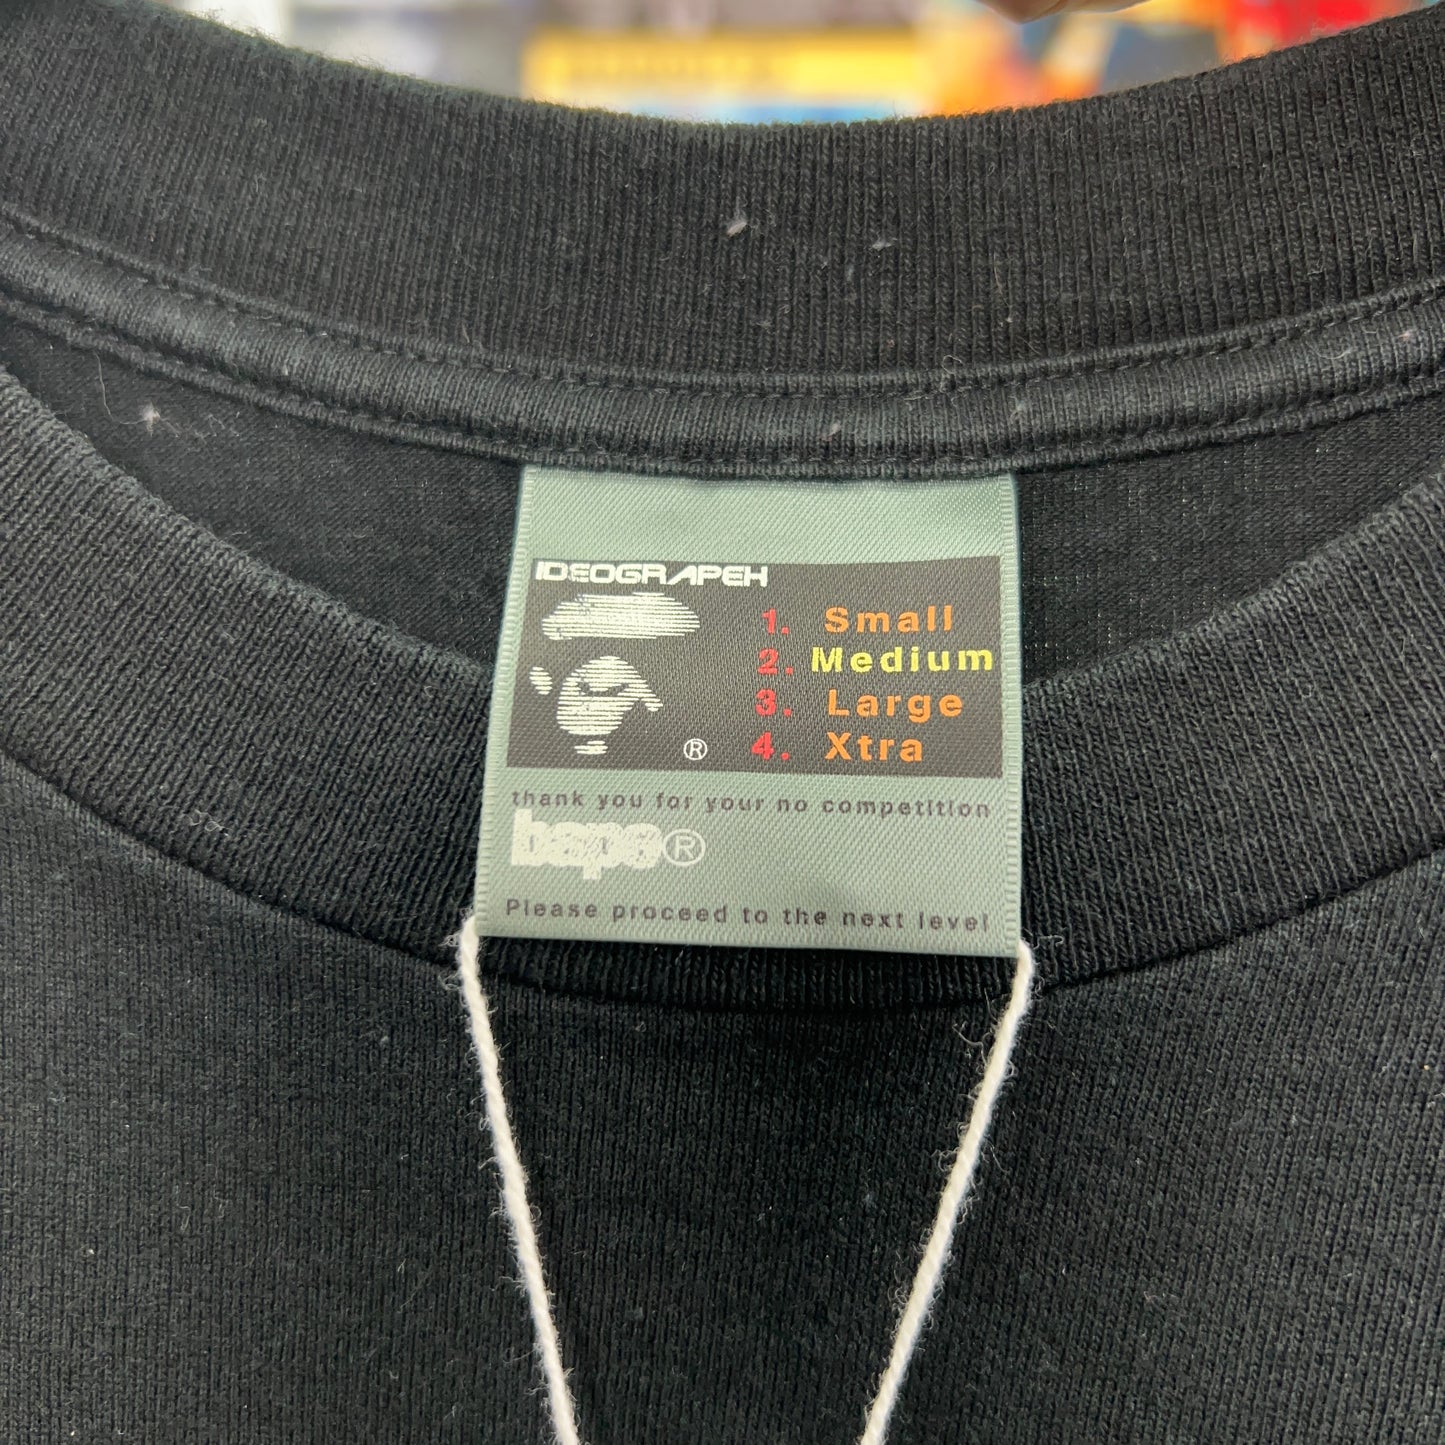 IDEOGRAPEH
1. Small
2. Medium
3. Large
4. Xtra
®
thank you for your no competition
bape®
Please proceed to the next level